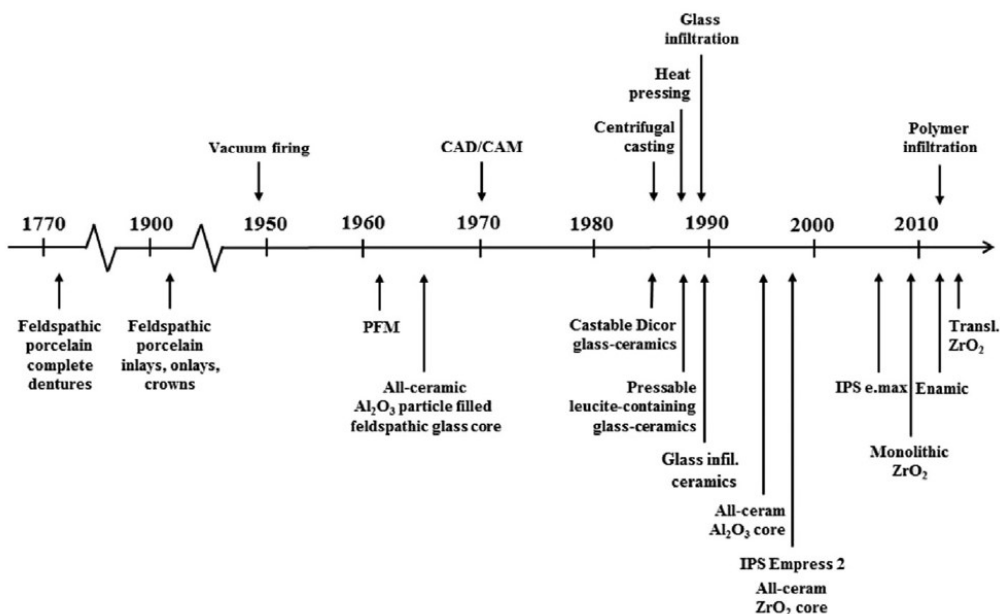 Glass
infiltration
Heat
pressing
Centrifugal
casting
Vacuum firing
CAD/CAM
Polymer
infiltration
1770
1900
1950
1960
1970
1980
1990
2000
2010
Feldspathic
porcelain
complete
dentures
Feldspathic
porcelain
inlays, onlays,
crowns
PFM
All-ceramic
Al₂O₃ particle filled
feldspathic glass core
Castable Dicor
glass-ceramics
Pressable
leucite-containing
glass-ceramics
Glass infil.
ceramics
All-ceram
Al₂O₃ core
IPS Empress 2
All-ceram
ZrO₂ core
IPS e.max
Monolithic
ZrO₂
Enamic
Transl.
ZrO₂